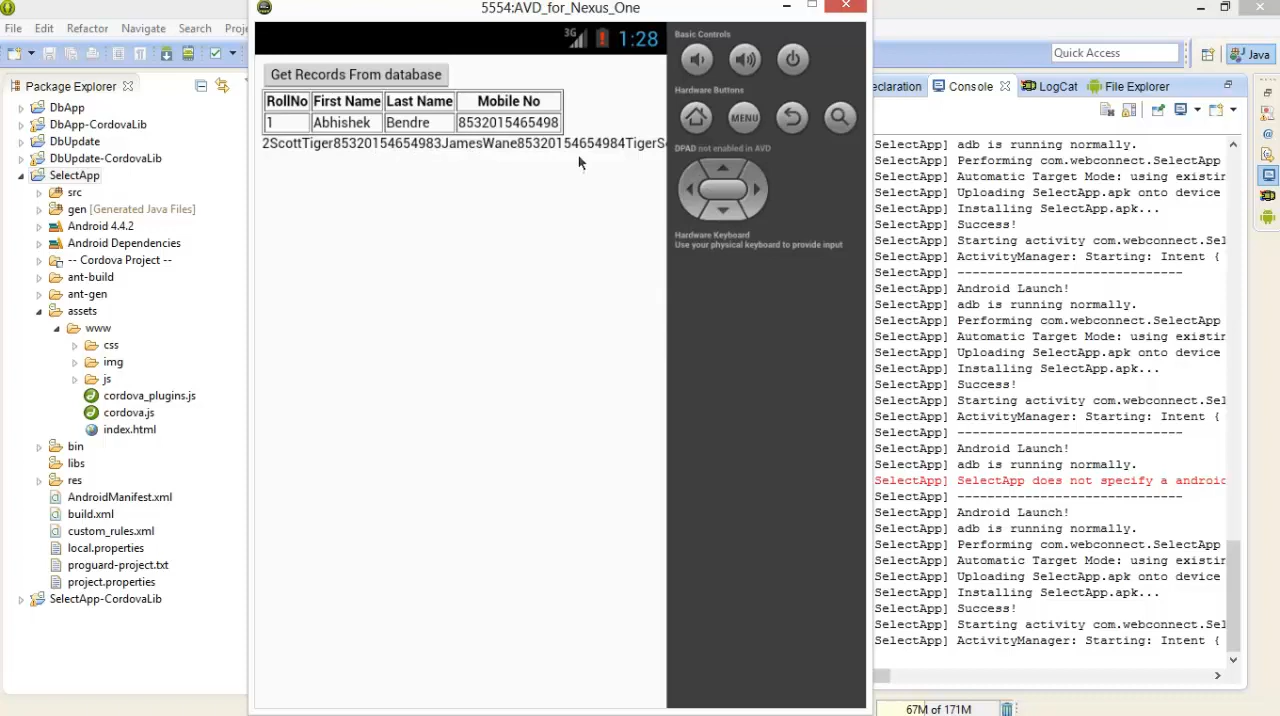 5554:AVD_for_Nexus_One
File Edit Refactor Navigate Search
Quick Access
Java
Package Explorer
DbApp
DbApp-CordovaLib
DbUpdate
DbUpdate-CordovaLib
SelectApp
src
gen [Generated Java Files]
Android 4.4.2
Android Dependencies
-- Cordova Project --
ant-build
ant-gen
assets
www
css
img
js
cordova_plugins.js
cordova.js
index.html
bin
libs
res
AndroidManifest.xml
build.xml
custom_rules.xml
local.properties
proguard-project.txt
project.properties
SelectApp-CordovaLib
3G 1:28
Get Records From database
RollNo First Name Last Name Mobile No
1 Abhishek Bendre 8532015465498
2ScottTiger85320154654983JamesWane85320154654984TigerSc
Basic Controls
Hardware Buttons
MENU
DPAD not enabled in AVD
Hardware Keyboard
Use your physical keyboard to provide input
eclaration Console LogCat File Explorer
SelectApp] adb is running normally.
SelectApp] Performing com.webconnect.SelectApp
SelectApp] Automatic Target Mode: using existin
SelectApp] Uploading SelectApp.apk onto device
SelectApp] Installing SelectApp.apk...
SelectApp] Success!
SelectApp] Starting activity com.webconnect.Sel
SelectApp] ActivityManager: Starting: Intent {
SelectApp] ------------------------------
SelectApp] Android Launch!
SelectApp] adb is running normally.
SelectApp] Performing com.webconnect.SelectApp
SelectApp] Automatic Target Mode: using existin
SelectApp] Uploading SelectApp.apk onto device
SelectApp] Installing SelectApp.apk...
SelectApp] Success!
SelectApp] Starting activity com.webconnect.Sel
SelectApp] ActivityManager: Starting: Intent {
SelectApp] ------------------------------
SelectApp] Android Launch!
SelectApp] adb is running normally.
SelectApp] SelectApp does not specify a android
SelectApp] ------------------------------
SelectApp] Android Launch!
SelectApp] adb is running normally.
SelectApp] Performing com.webconnect.SelectApp
SelectApp] Automatic Target Mode: using existin
SelectApp] Uploading SelectApp.apk onto device
SelectApp] Installing SelectApp.apk...
SelectApp] Success!
SelectApp] Starting activity com.webconnect.Sel
SelectApp] ActivityManager: Starting: Intent {
67M of 171M